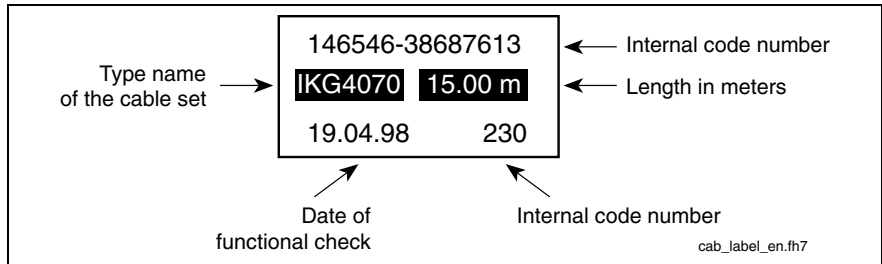 146546-38687613
Internal code number
Type name
of the cable set
IKG4070 15.00 m
Length in meters
19.04.98 230
Date of
functional check
Internal code number
cab_label_en.fh7